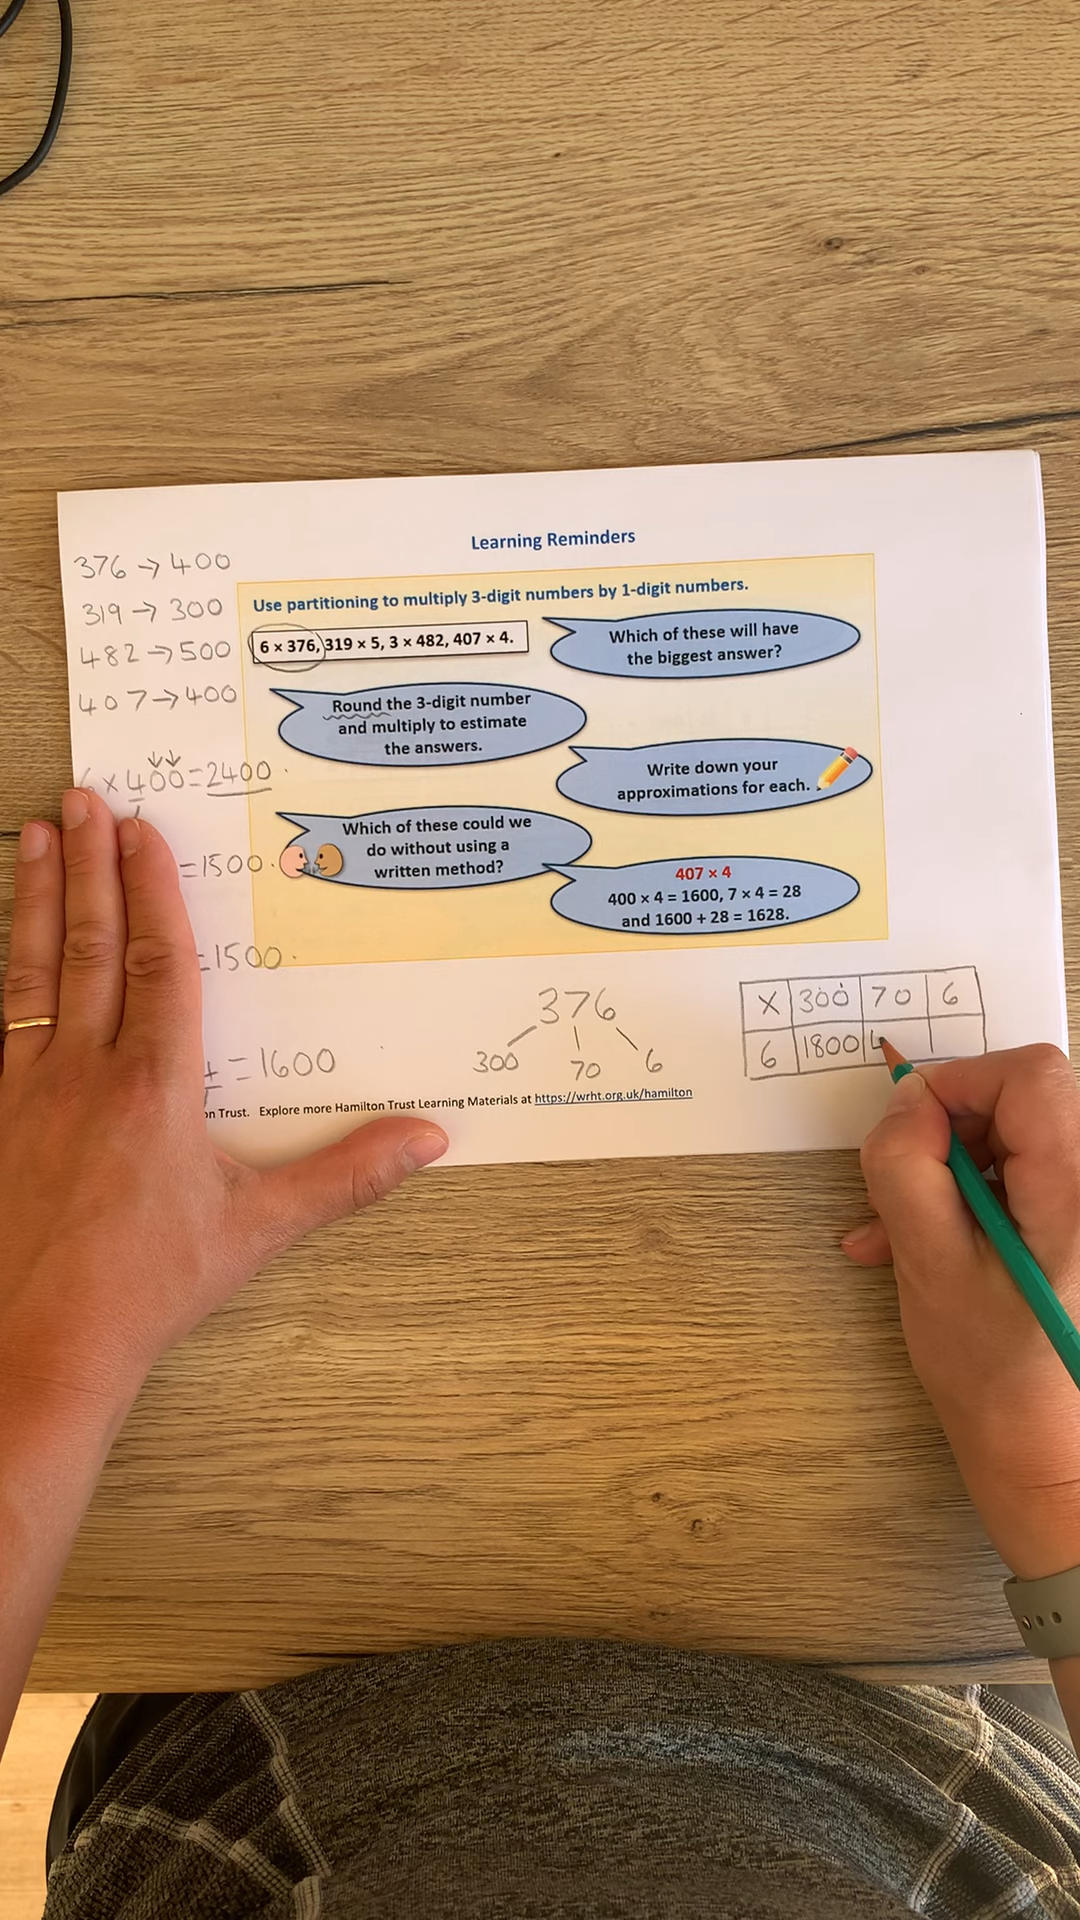 Learning Reminders
376 → 400
319 → 300
482 → 500
407 → 400
6 × 400 = 2400
= 1500
= 1500
= 1600
Use partitioning to multiply 3-digit numbers by 1-digit numbers.
6 × 376, 319 × 5, 3 × 482, 407 × 4.
Which of these will have
the biggest answer?
Round the 3-digit number
and multiply to estimate
the answers.
Write down your
approximations for each.
Which of these could we
do without using a
written method?
407 × 4
400 × 4 = 1600, 7 × 4 = 28
and 1600 + 28 = 1628.
376
300 70 6
X 300 70 6
6 1800
on Trust. Explore more Hamilton Trust Learning Materials at https://wrht.org.uk/hamilton